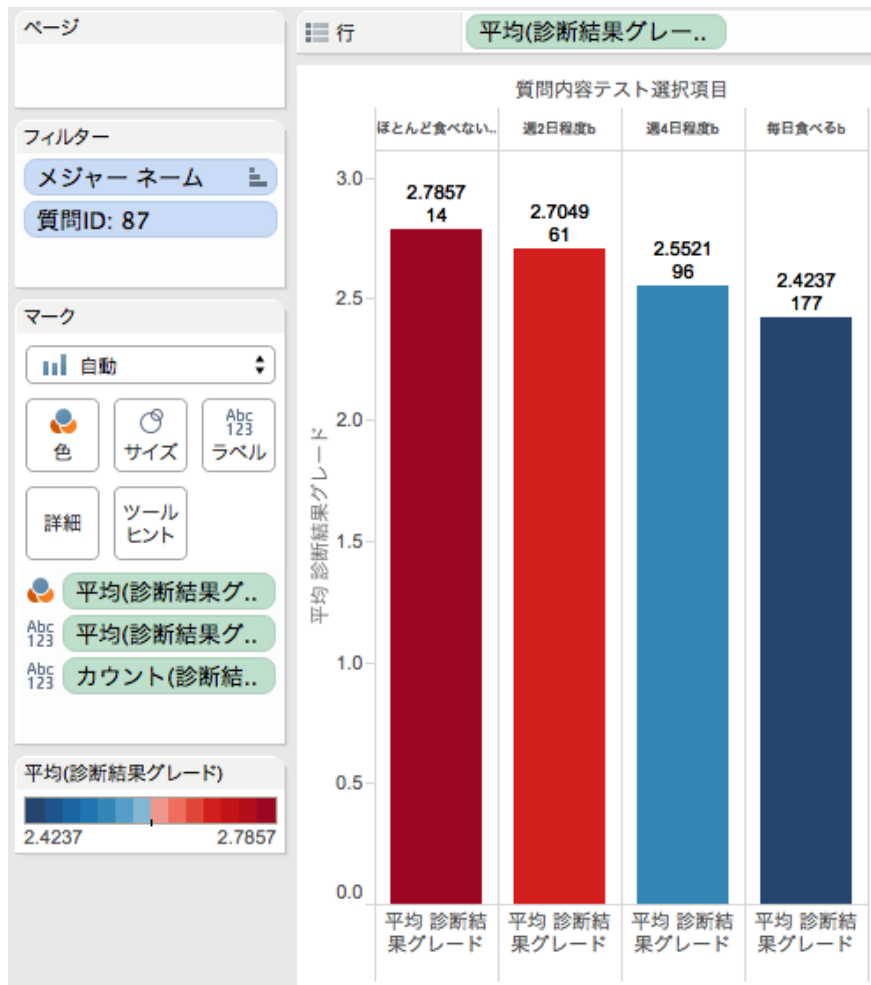 ページ
フィルター
メジャー ネーム
質問ID: 87
マーク
自動
色
サイズ
Abc
123
ラベル
詳細
ツール
ヒント
平均(診断結果グ..
Abc
123
平均(診断結果グ..
Abc
123
カウント(診断結..
平均(診断結果グレード)
2.4237
2.7857
行
平均(診断結果グレー..
質問内容テスト選択項目
ほとんど食べない..
週2日程度b
週4日程度b
毎日食べるb
平均 診断結果グレード
3.0
2.5
2.0
1.5
1.0
0.5
0.0
2.7857
14
2.7049
61
2.5521
96
2.4237
177
平均 診断結
果グレード
平均 診断結
果グレード
平均 診断結
果グレード
平均 診断結
果グレード